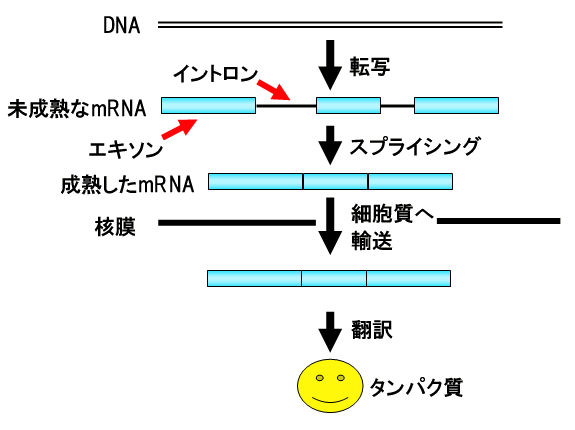 DNA
転写
イントロン
未成熟なmRNA
エキソン
スプライシング
成熟したmRNA
核膜
細胞質へ
輸送
翻訳
タンパク質